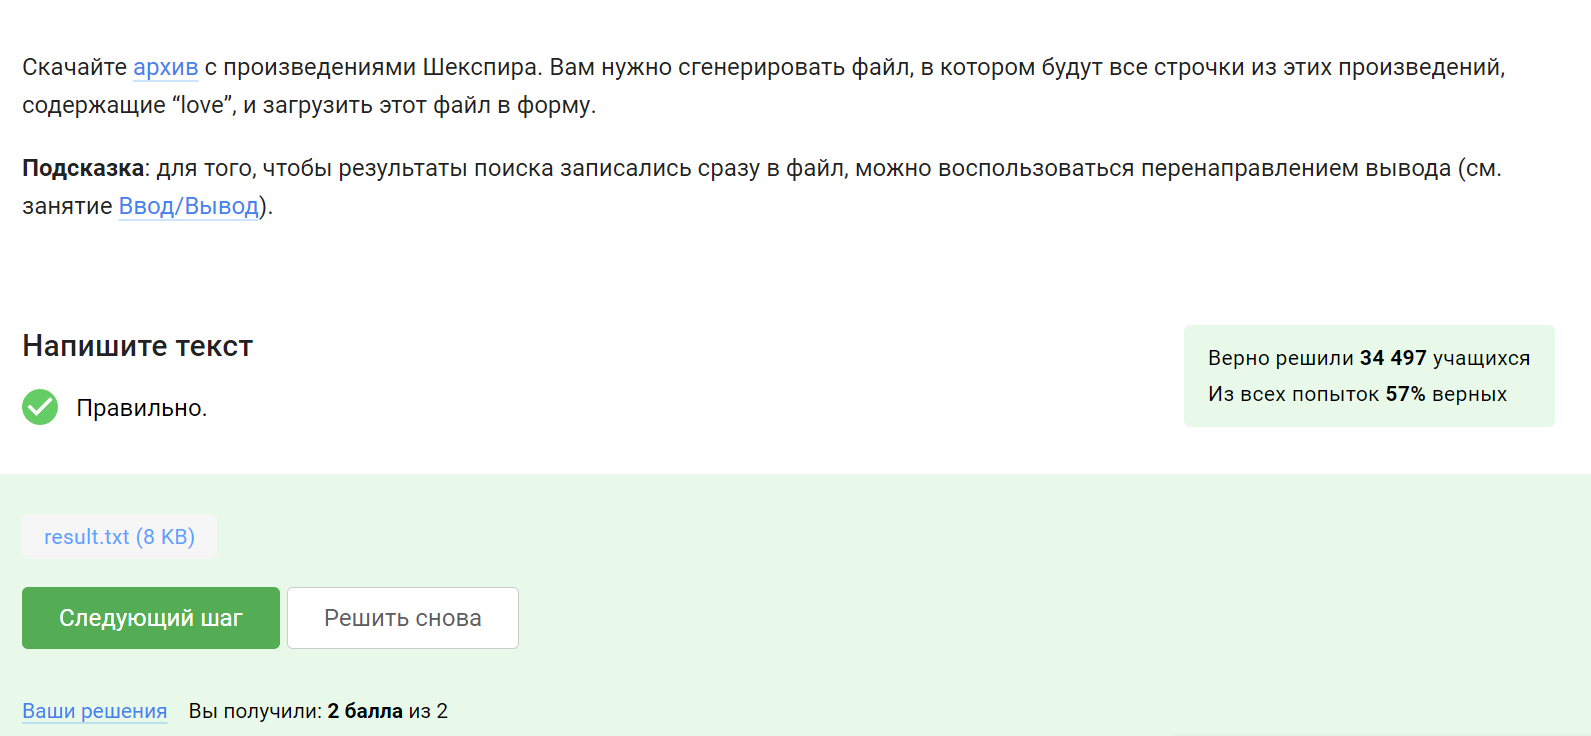 Скачайте архив с произведениями Шекспира. Вам нужно сгенерировать файл, в котором будут все строчки из этих произведений,
содержащие “love”, и загрузить этот файл в форму.
Подсказка: для того, чтобы результаты поиска записались сразу в файл, можно воспользоваться перенаправлением вывода (см.
занятие Ввод/Вывод).
Напишите текст
Верно решили 34 497 учащихся
Из всех попыток 57% верных
Правильно.
result.txt (8 KB)
Следующий шаг
Решить снова
Ваши решения
Вы получили: 2 балла из 2